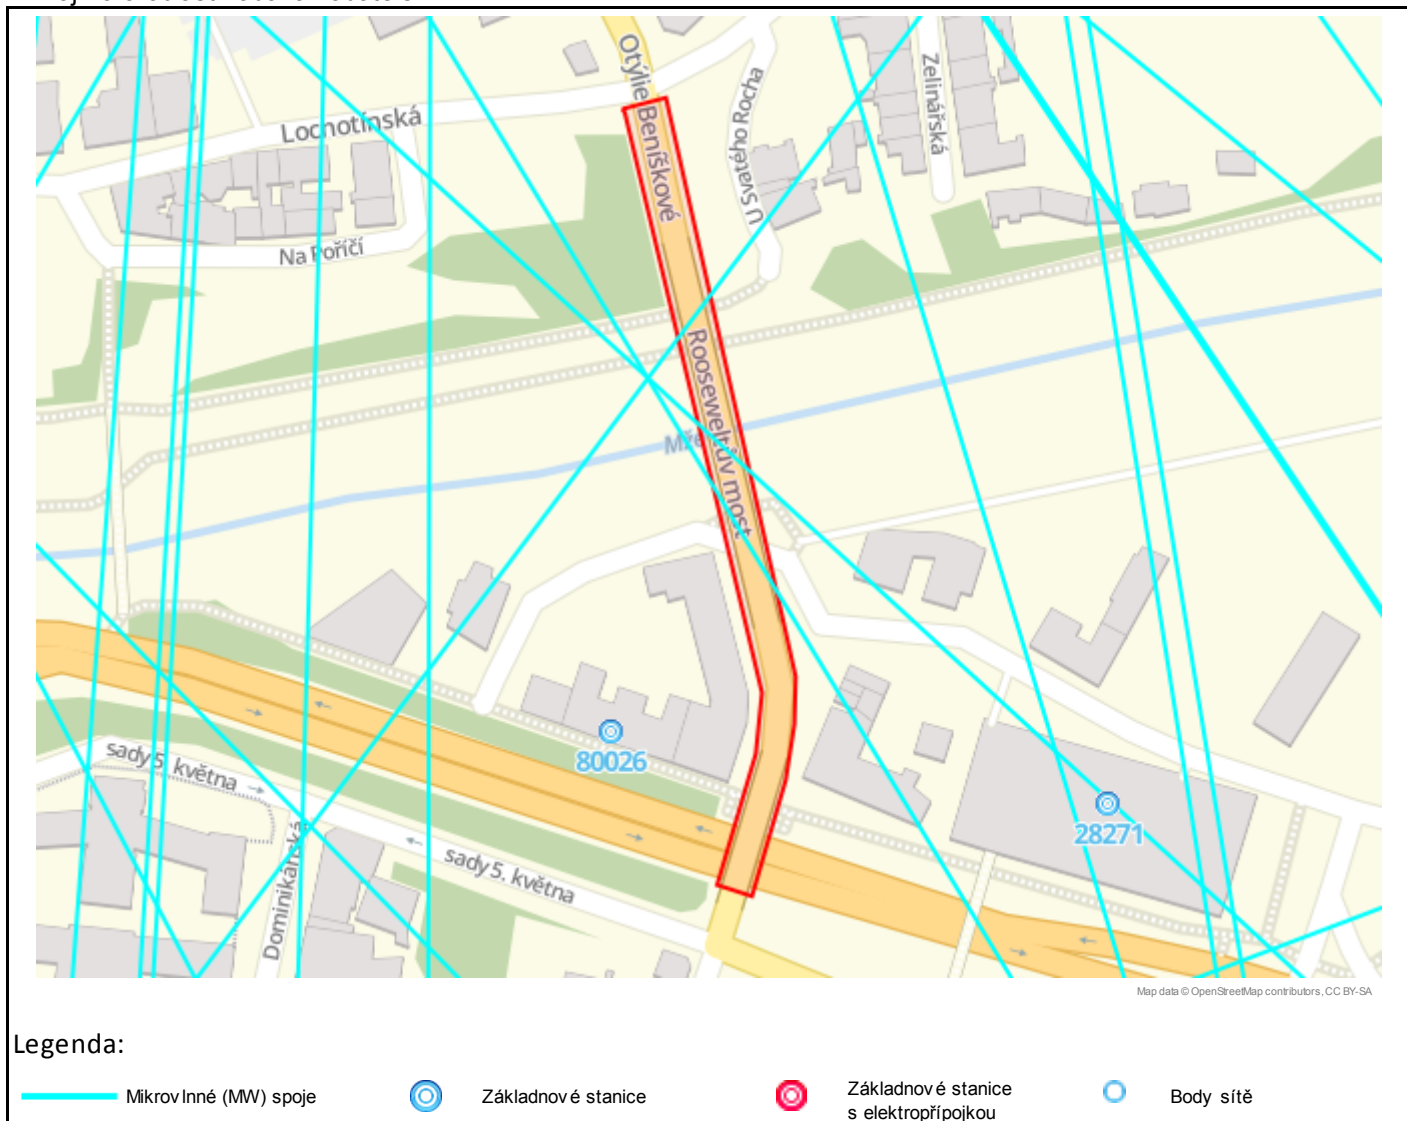 Otýlie Beníškové
Lochotínská
U Svatého Rocha
Zelinářská
Na Poříčí
Rooseweltův most
Mže
80026
28271
sady 5. května
sady 5. května
Dominikánská
Map data © OpenStreetMap contributors, CC BY-SA
Legenda:
Mikrovlnné (MW) spoje
Základnové stanice
Základnové stanice
s elektropřípojkou
Body sítě